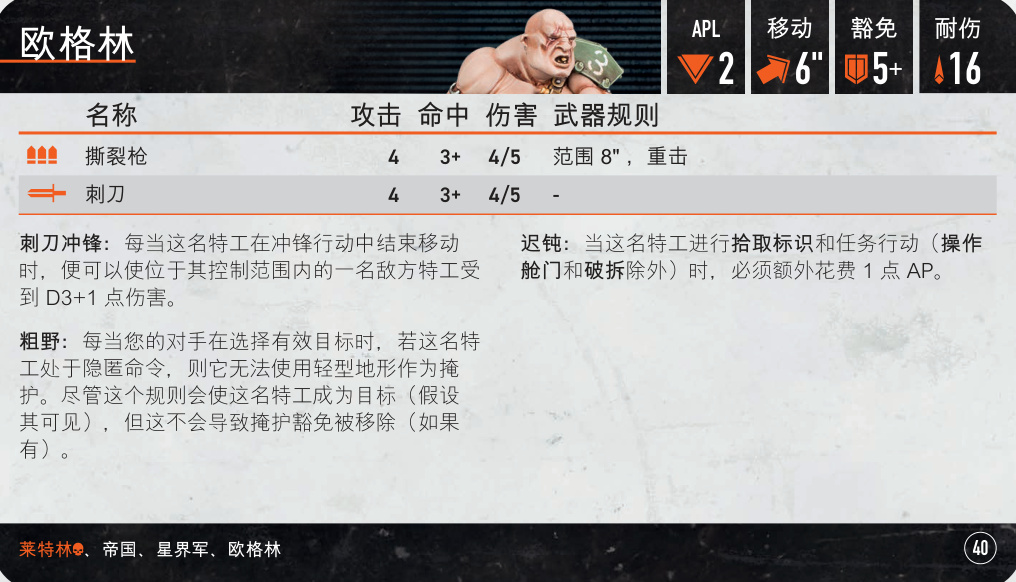 欧格林
APL 移动 豁免 耐伤
2 6" 5+ 16
3
名称 攻击 命中 伤害 武器规则
撕裂枪 4 3+ 4/5 范围 8"，重击
刺刀 4 3+ 4/5 -
刺刀冲锋：每当这名特工在冲锋行动中结束移动
时，便可以使位于其控制范围内的一名敌方特工受
到 D3+1 点伤害。
粗野：每当您的对手在选择有效目标时，若这名特
工处于隐匿命令，则它无法使用轻型地形作为掩
护。尽管这个规则会使这名特工成为目标（假设
其可见），但这不会导致掩护豁免被移除（如果
有）。
迟钝：当这名特工进行拾取标识和任务行动（操作
舱门和破拆除外）时，必须额外花费 1 点 AP。
莱特林、帝国、星界军、欧格林
40